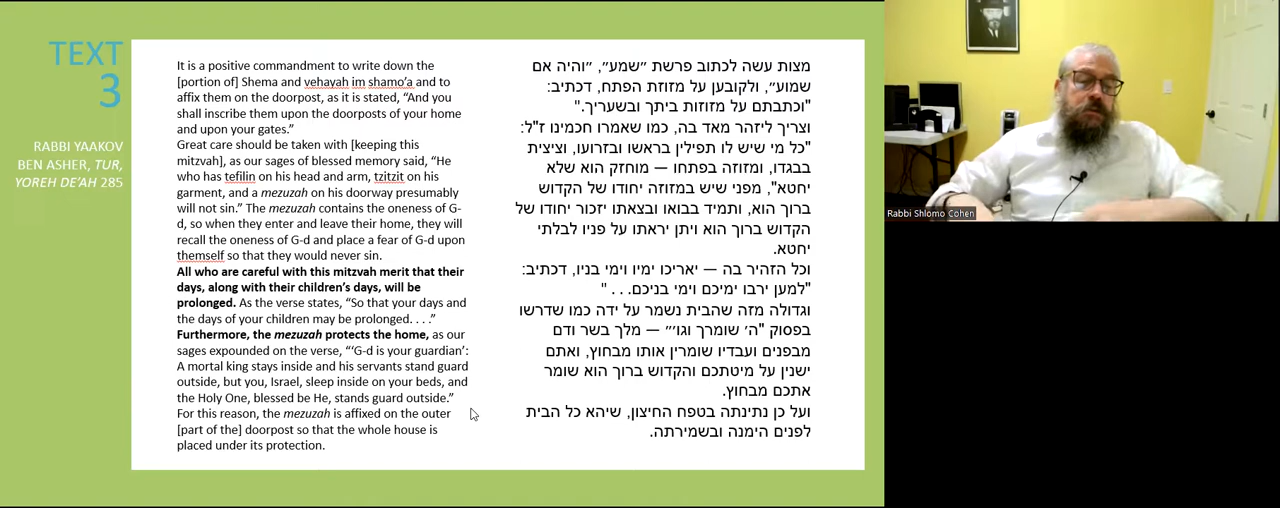 TEXT
3
RABBI YAAKOV
BEN ASHER, TUR,
YOREH DE'AH 285
It is a positive commandment to write down the
[portion of] Shema and vehayah im shamo'a and to
affix them on the doorpost, as it is stated, “And you
shall inscribe them upon the doorposts of your home
and upon your gates.”
Great care should be taken with [keeping this
mitzvah], as our sages of blessed memory said, “He
who has tefilin on his head and arm, tzitzit on his
garment, and a mezuzah on his doorway presumably
will not sin.” The mezuzah contains the oneness of G-
d, so when they enter and leave their home, they will
recall the oneness of G-d and place a fear of G-d upon
themself so that they would never sin.
All who are careful with this mitzvah merit that their
days, along with their children’s days, will be
prolonged. As the verse states, “So that your days and
the days of your children may be prolonged. . . .”
Furthermore, the mezuzah protects the home, as our
sages expounded on the verse, “‘G-d is your guardian’:
A mortal king stays inside and his servants stand guard
outside, but you, Israel, sleep inside on your beds, and
the Holy One, blessed be He, stands guard outside.”
For this reason, the mezuzah is affixed on the outer
[part of the] doorpost so that the whole house is
placed under its protection.
מצות עשה לכתוב פרשת ״שמע״, ״והיה אם
שמוע״, ולקובען על מזוזת הפתח, דכתיב:
"וכתבתם על מזוזות ביתך ובשעריך."
וצריך ליזהר מאד בה, כמו שאמרו חכמינו ז"ל:
"כל מי שיש לו תפילין בראשו ובזרועו, וציצית
בבגדו, ומזוזה בפתחו — מוחזק הוא שלא
יחטא", מפני שיש במזוזה יחודו של הקדוש
ברוך הוא, ותמיד בבואו ובצאתו יזכור יחודו של
הקדוש ברוך הוא ויתן יראתו על פניו לבלתי
יחטא.
וכל הזהיר בה — יאריכו ימיו וימי בניו, דכתיב:
"למען ירבו ימיכם וימי בניכם. . . "
וגדולה מזה שהבית נשמר על ידה כמו שדרשו
בפסוק "ה׳ שומרך וגו׳״ — מלך בשר ודם
מבפנים ועבדיו שומרין אותו מבחוץ, ואתם
ישנין על מיטתכם והקדוש ברוך הוא שומר
אתכם מבחוץ.
ועל כן נתינתה בטפח החיצון, שיהא כל הבית
לפנים הימנה ובשמירתה.
Rabbi Shlomo Cohen